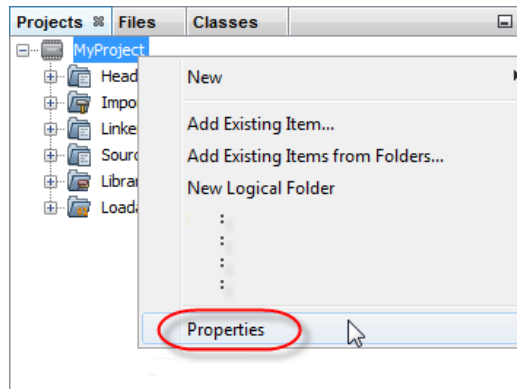 Projects Files Classes
MyProject
Head
New
Impo
Linke
Add Existing Item...
Sourc
Add Existing Items from Folders...
Librar
New Logical Folder
Loada
:
:
:
:
Properties